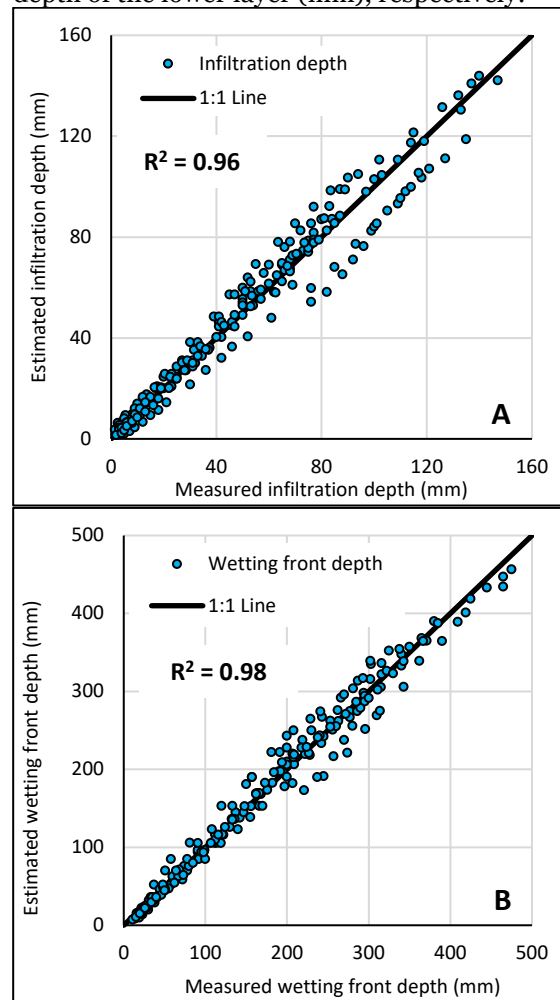 depth of the lower layer (mm), respectively.
160
Infiltration depth
1:1 Line
120
R² = 0.96
80
40
0
Estimated infiltration depth (mm)
A
0 40 80 120 160
Measured infiltration depth (mm)
500
Wetting front depth
1:1 Line
400
R² = 0.98
300
200
100
0
Estimated wetting front depth (mm)
B
0 100 200 300 400 500
Measured wetting front depth (mm)